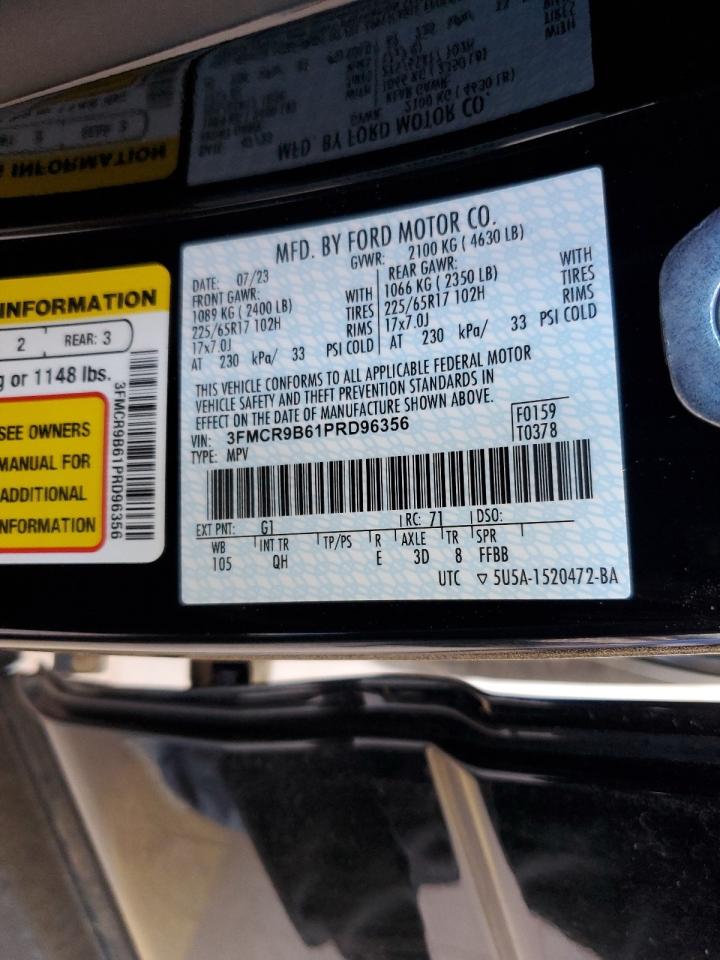 MFD. BY FORD MOTOR CO.
DATE: 07/23 GVWR: 2100 KG ( 4630 LB)
FRONT GAWR: REAR GAWR:
1089 KG ( 2400 LB) WITH 1066 KG ( 2350 LB) WITH
225/65R17 102H TIRES 225/65R17 102H TIRES
17x7.0J RIMS 17x7.0J RIMS
AT 230 kPa/ 33 PSI COLD AT 230 kPa/ 33 PSI COLD
THIS VEHICLE CONFORMS TO ALL APPLICABLE FEDERAL MOTOR
VEHICLE SAFETY AND THEFT PREVENTION STANDARDS IN
EFFECT ON THE DATE OF MANUFACTURE SHOWN ABOVE.
VIN: 3FMCR9B61PRD96356 F0159
TYPE: MPV T0378
EXT PNT: G1 RC: 71 DSO:
WB INT TR TP/PS R AXLE TR SPR
105 QH E 3D 8 FFBB
UTC 5U5A-1520472-BA
INFORMATION
2 REAR: 3
g or 1148 lbs.
SEE OWNERS
MANUAL FOR
ADDITIONAL
INFORMATION
3FMCR9B61PRD96356